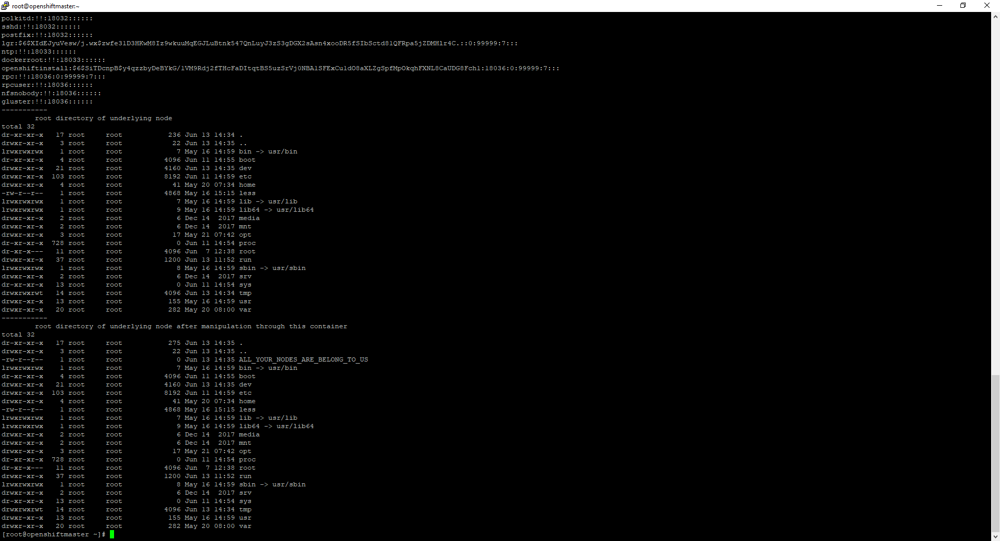 root@openshiftmaster:~
polkitd:!!:18032::::::
sshd:!!:18032::::::
postfix:!!:18032::::::
lgr:$6$XIdEJyuVesw/j.wx$zwfe31D3HKwM8Iz9wkuuMqEGJLuBtnk547QnLuyJ3zS3gDGX2sAsn4xooDR5fSIbSctd81QFRpa5jZDMHlr4C.::0:99999:7:::
ntp:!!:18033::::::
dockerroot:!!:18033::::::
openshiftinstall:$6$SiTDcnpB$y4qzzbyDeBYkG/1VM9Rdj2fTHcFaDItqtBS5uzSrVj0NBA1SFExCu1dO8aXLZgSpfMpOkqhFXNL8CaUDG8Fch1:18036:0:99999:7:::
rpc:!!:18036:0:99999:7:::
rpcuser:!!:18036::::::
nfsnobody:!!:18036::::::
gluster:!!:18036::::::
-----------
        root directory of underlying node
total 32
dr-xr-xr-x   17 root     root           236 Jun 13 14:34 .
drwxr-xr-x    3 root     root            22 Jun 13 14:35 ..
lrwxrwxrwx    1 root     root             7 May 16 14:59 bin -> usr/bin
dr-xr-xr-x    4 root     root          4096 Jun 11 14:55 boot
drwxr-xr-x   21 root     root          4160 Jun 13 14:35 dev
drwxr-xr-x  103 root     root          8192 Jun 11 14:59 etc
drwxr-xr-x    4 root     root            41 May 20 07:34 home
-rw-r--r--    1 root     root          4868 May 16 15:15 less
lrwxrwxrwx    1 root     root             7 May 16 14:59 lib -> usr/lib
lrwxrwxrwx    1 root     root             9 May 16 14:59 lib64 -> usr/lib64
drwxr-xr-x    2 root     root             6 Dec 14  2017 media
drwxr-xr-x    2 root     root             6 Dec 14  2017 mnt
drwxr-xr-x    3 root     root            17 May 21 07:42 opt
dr-xr-xr-x  728 root     root             0 Jun 11 14:54 proc
dr-xr-x---   11 root     root          4096 Jun  7 12:38 root
drwxr-xr-x   37 root     root          1200 Jun 13 11:52 run
lrwxrwxrwx    1 root     root             8 May 16 14:59 sbin -> usr/sbin
drwxr-xr-x    2 root     root             6 Dec 14  2017 srv
dr-xr-xr-x   13 root     root             0 Jun 11 14:54 sys
drwxrwxrwt   14 root     root          4096 Jun 13 14:34 tmp
drwxr-xr-x   13 root     root           155 May 16 14:59 usr
drwxr-xr-x   20 root     root           282 May 20 08:00 var
-----------
        root directory of underlying node after manipulation through this container
total 32
dr-xr-xr-x   17 root     root           275 Jun 13 14:35 .
drwxr-xr-x    3 root     root            22 Jun 13 14:35 ..
-rw-r--r--    1 root     root             0 Jun 13 14:35 ALL_YOUR_NODES_ARE_BELONG_TO_US
lrwxrwxrwx    1 root     root             7 May 16 14:59 bin -> usr/bin
dr-xr-xr-x    4 root     root          4096 Jun 11 14:55 boot
drwxr-xr-x   21 root     root          4160 Jun 13 14:35 dev
drwxr-xr-x  103 root     root          8192 Jun 11 14:59 etc
drwxr-xr-x    4 root     root            41 May 20 07:34 home
-rw-r--r--    1 root     root          4868 May 16 15:15 less
lrwxrwxrwx    1 root     root             7 May 16 14:59 lib -> usr/lib
lrwxrwxrwx    1 root     root             9 May 16 14:59 lib64 -> usr/lib64
drwxr-xr-x    2 root     root             6 Dec 14  2017 media
drwxr-xr-x    2 root     root             6 Dec 14  2017 mnt
drwxr-xr-x    3 root     root            17 May 21 07:42 opt
dr-xr-xr-x  728 root     root             0 Jun 11 14:54 proc
dr-xr-x---   11 root     root          4096 Jun  7 12:38 root
drwxr-xr-x   37 root     root          1200 Jun 13 11:52 run
lrwxrwxrwx    1 root     root             8 May 16 14:59 sbin -> usr/sbin
drwxr-xr-x    2 root     root             6 Dec 14  2017 srv
dr-xr-xr-x   13 root     root             0 Jun 11 14:54 sys
drwxrwxrwt   14 root     root          4096 Jun 13 14:34 tmp
drwxr-xr-x   13 root     root           155 May 16 14:59 usr
drwxr-xr-x   20 root     root           282 May 20 08:00 var
[root@openshiftmaster ~]#